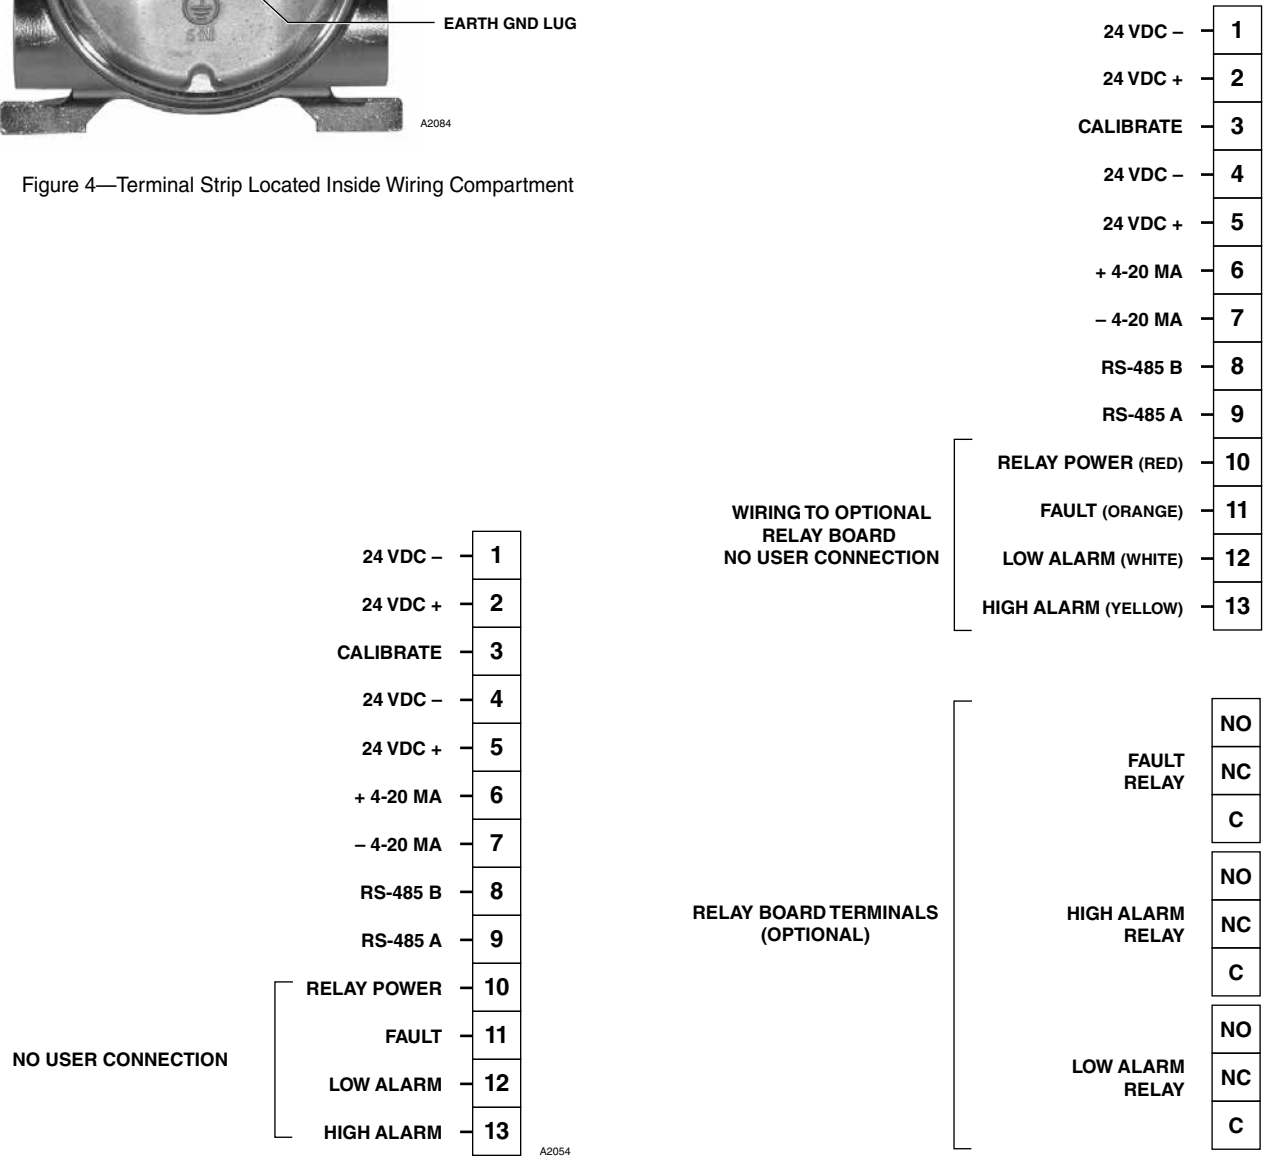 EARTH GND LUG
A2084
Figure 4—Terminal Strip Located Inside Wiring Compartment
24 VDC – 1
24 VDC + 2
CALIBRATE 3
24 VDC – 4
24 VDC + 5
+ 4-20 MA 6
– 4-20 MA 7
RS-485 B 8
RS-485 A 9
RELAY POWER 10
FAULT 11
LOW ALARM 12
HIGH ALARM 13
NO USER CONNECTION
A2054
24 VDC – 1
24 VDC + 2
CALIBRATE 3
24 VDC – 4
24 VDC + 5
+ 4-20 MA 6
– 4-20 MA 7
RS-485 B 8
RS-485 A 9
RELAY POWER (RED) 10
FAULT (ORANGE) 11
LOW ALARM (WHITE) 12
HIGH ALARM (YELLOW) 13
WIRING TO OPTIONAL
RELAY BOARD
NO USER CONNECTION
RELAY BOARD TERMINALS
(OPTIONAL)
FAULT
RELAY
NO
NC
C
HIGH ALARM
RELAY
NO
NC
C
LOW ALARM
RELAY
NO
NC
C